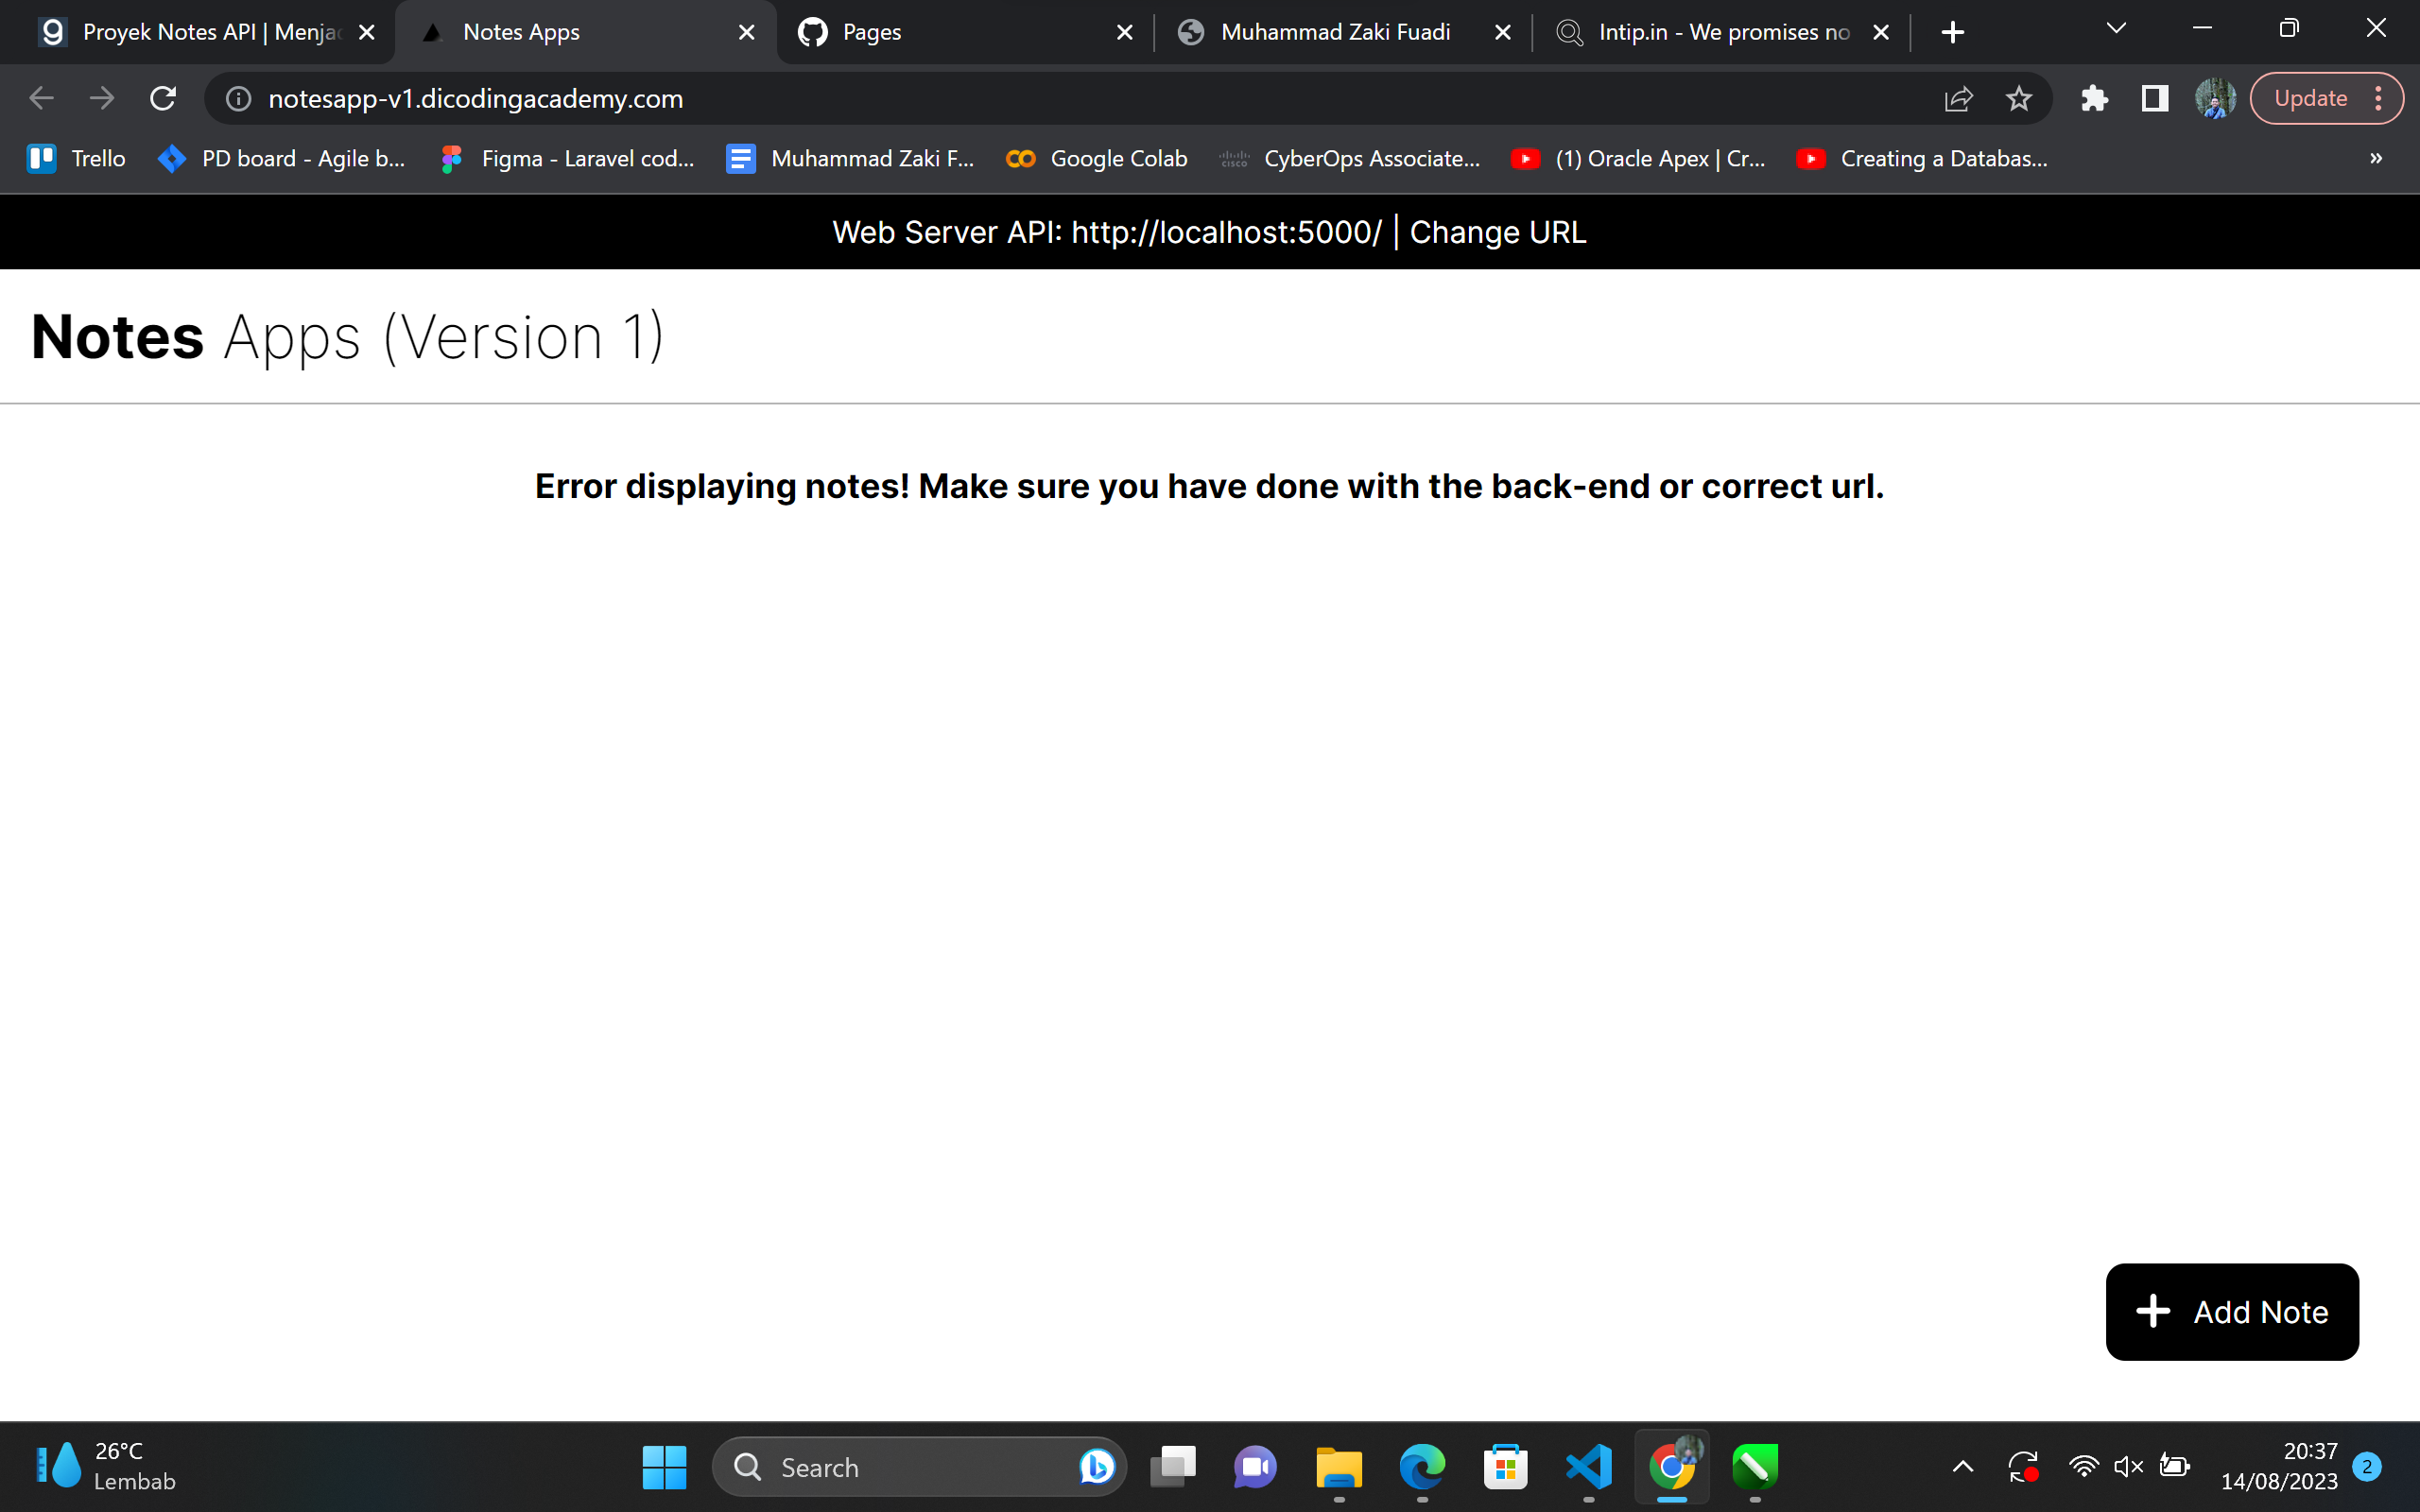 Proyek Notes API | Menja
Notes Apps
Pages
Muhammad Zaki Fuadi
Intip.in - We promises no
notesapp-v1.dicodingacademy.com
Update
Trello
PD board - Agile b...
Figma - Laravel cod...
Muhammad Zaki F...
Google Colab
CISCO
CyberOps Associate...
(1) Oracle Apex | Cr...
Creating a Databas...
»
Web Server API: http://localhost:5000/ | Change URL
Notes Apps (Version 1)
Error displaying notes! Make sure you have done with the back-end or correct url.
+ Add Note
26°C
Lembab
Search
20:37
14/08/2023
2